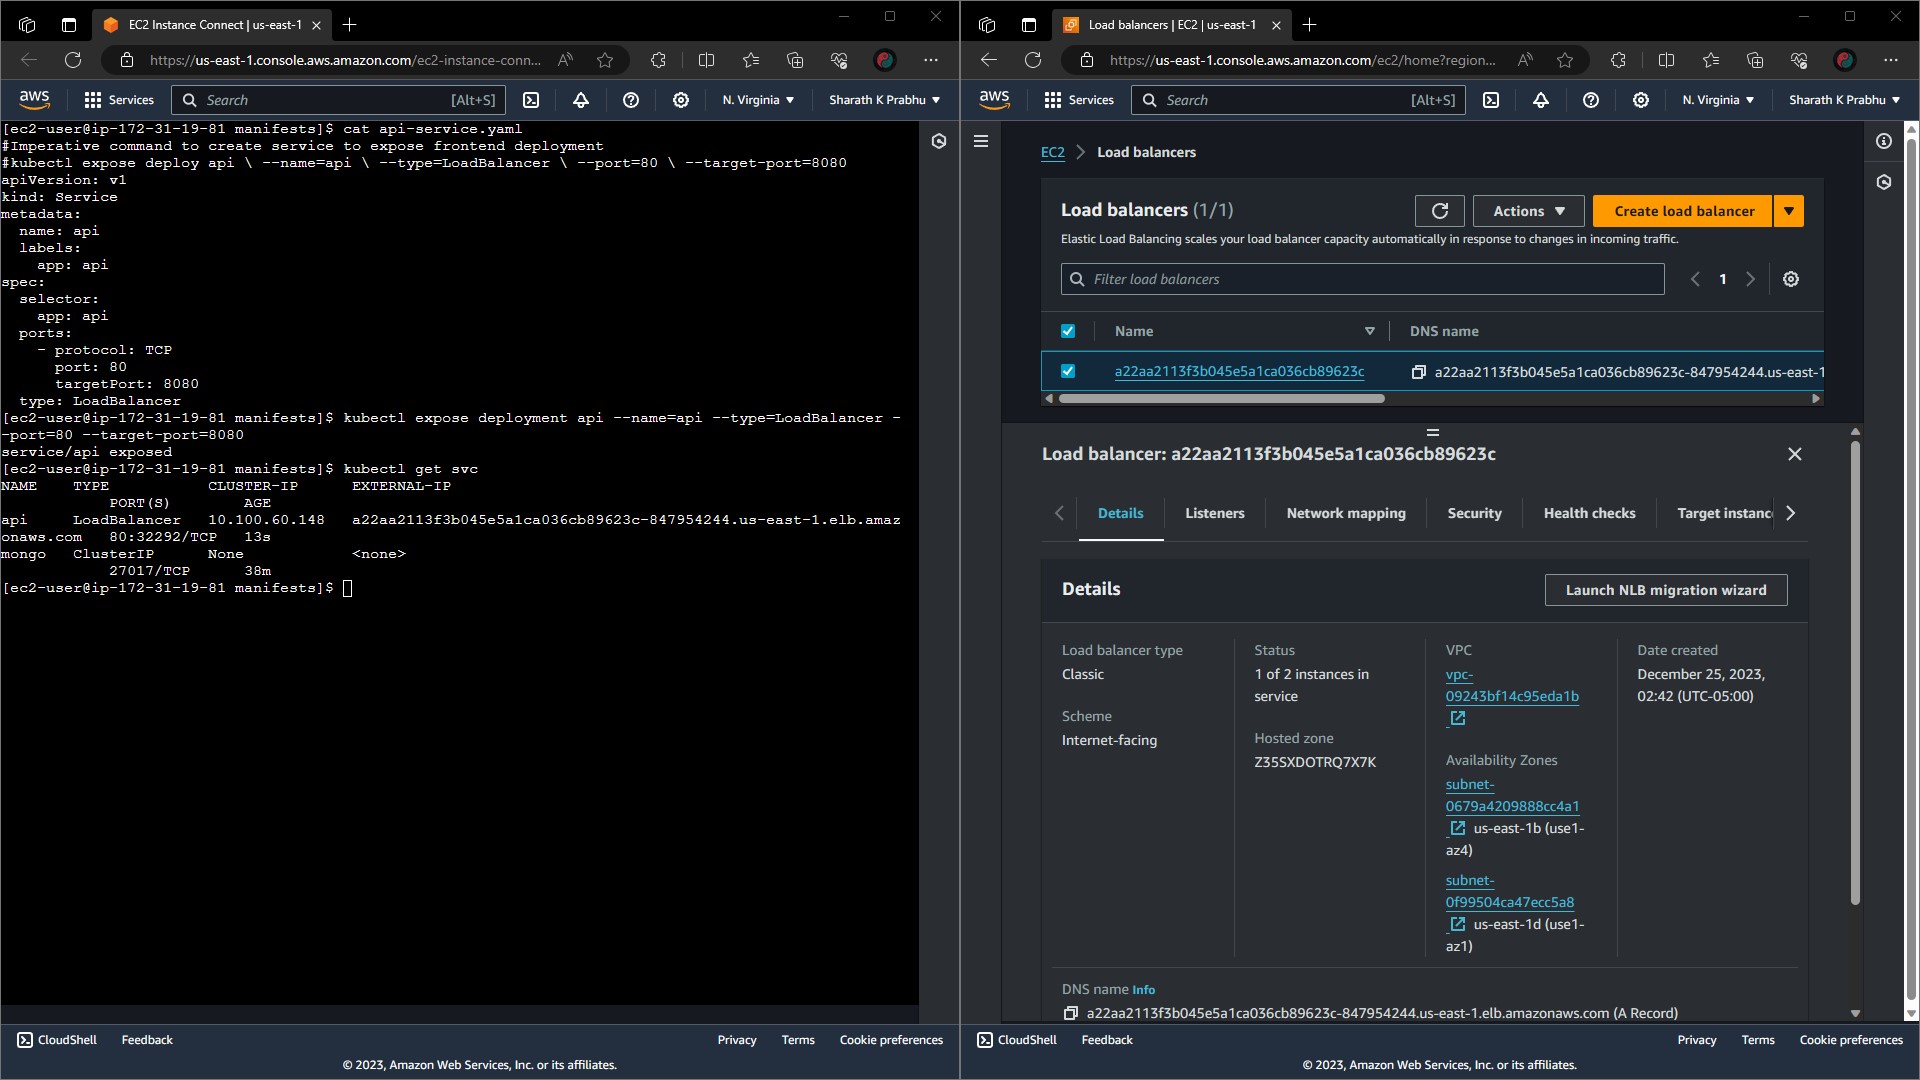 EC2 Instance Connect | us-east-1
https://us-east-1.console.aws.amazon.com/ec2-instance-conn...
aws
Services
Search
[Alt+S]
N. Virginia
Sharath K Prabhu
[ec2-user@ip-172-31-19-81 manifests]$ cat api-service.yaml
#Imperative command to create service to expose frontend deployment
#kubectl expose deploy api \ --name=api \ --type=LoadBalancer \ --port=80 \ --target-port=8080
apiVersion: v1
kind: Service
metadata:
  name: api
  labels:
    app: api
spec:
  selector:
    app: api
  ports:
    - protocol: TCP
      port: 80
      targetPort: 8080
  type: LoadBalancer
[ec2-user@ip-172-31-19-81 manifests]$ kubectl expose deployment api --name=api --type=LoadBalancer -
-port=80 --target-port=8080
service/api exposed
[ec2-user@ip-172-31-19-81 manifests]$ kubectl get svc
NAME    TYPE           CLUSTER-IP      EXTERNAL-IP
            PORT(S)        AGE
api     LoadBalancer   10.100.60.148   a22aa2113f3b045e5a1ca036cb89623c-847954244.us-east-1.elb.amaz
onaws.com   80:32292/TCP   13s
mongo   ClusterIP      None            <none>
            27017/TCP      38m
[ec2-user@ip-172-31-19-81 manifests]$
CloudShell
Feedback
Privacy
Terms
Cookie preferences
© 2023, Amazon Web Services, Inc. or its affiliates.
Load balancers | EC2 | us-east-1
https://us-east-1.console.aws.amazon.com/ec2/home?region...
aws
Services
Search
[Alt+S]
N. Virginia
Sharath K Prabhu
EC2 > Load balancers
Load balancers (1/1)
Actions
Create load balancer
Elastic Load Balancing scales your load balancer capacity automatically in response to changes in incoming traffic.
Filter load balancers
1
Name
DNS name
a22aa2113f3b045e5a1ca036cb89623c
a22aa2113f3b045e5a1ca036cb89623c-847954244.us-east-1
Load balancer: a22aa2113f3b045e5a1ca036cb89623c
Details
Listeners
Network mapping
Security
Health checks
Target instanc
Details
Launch NLB migration wizard
Load balancer type
Classic
Scheme
Internet-facing
Status
1 of 2 instances in
service
Hosted zone
Z35SXDOTRQ7X7K
VPC
vpc-
09243bf14c95eda1b
Availability Zones
subnet-
0679a4209888cc4a1
us-east-1b (use1-
az4)
subnet-
0f99504ca47ecc5a8
us-east-1d (use1-
az1)
Date created
December 25, 2023,
02:42 (UTC-05:00)
DNS name Info
a22aa2113f3b045e5a1ca036cb89623c-847954244.us-east-1.elb.amazonaws.com (A Record)
CloudShell
Feedback
Privacy
Terms
Cookie preferences
© 2023, Amazon Web Services, Inc. or its affiliates.